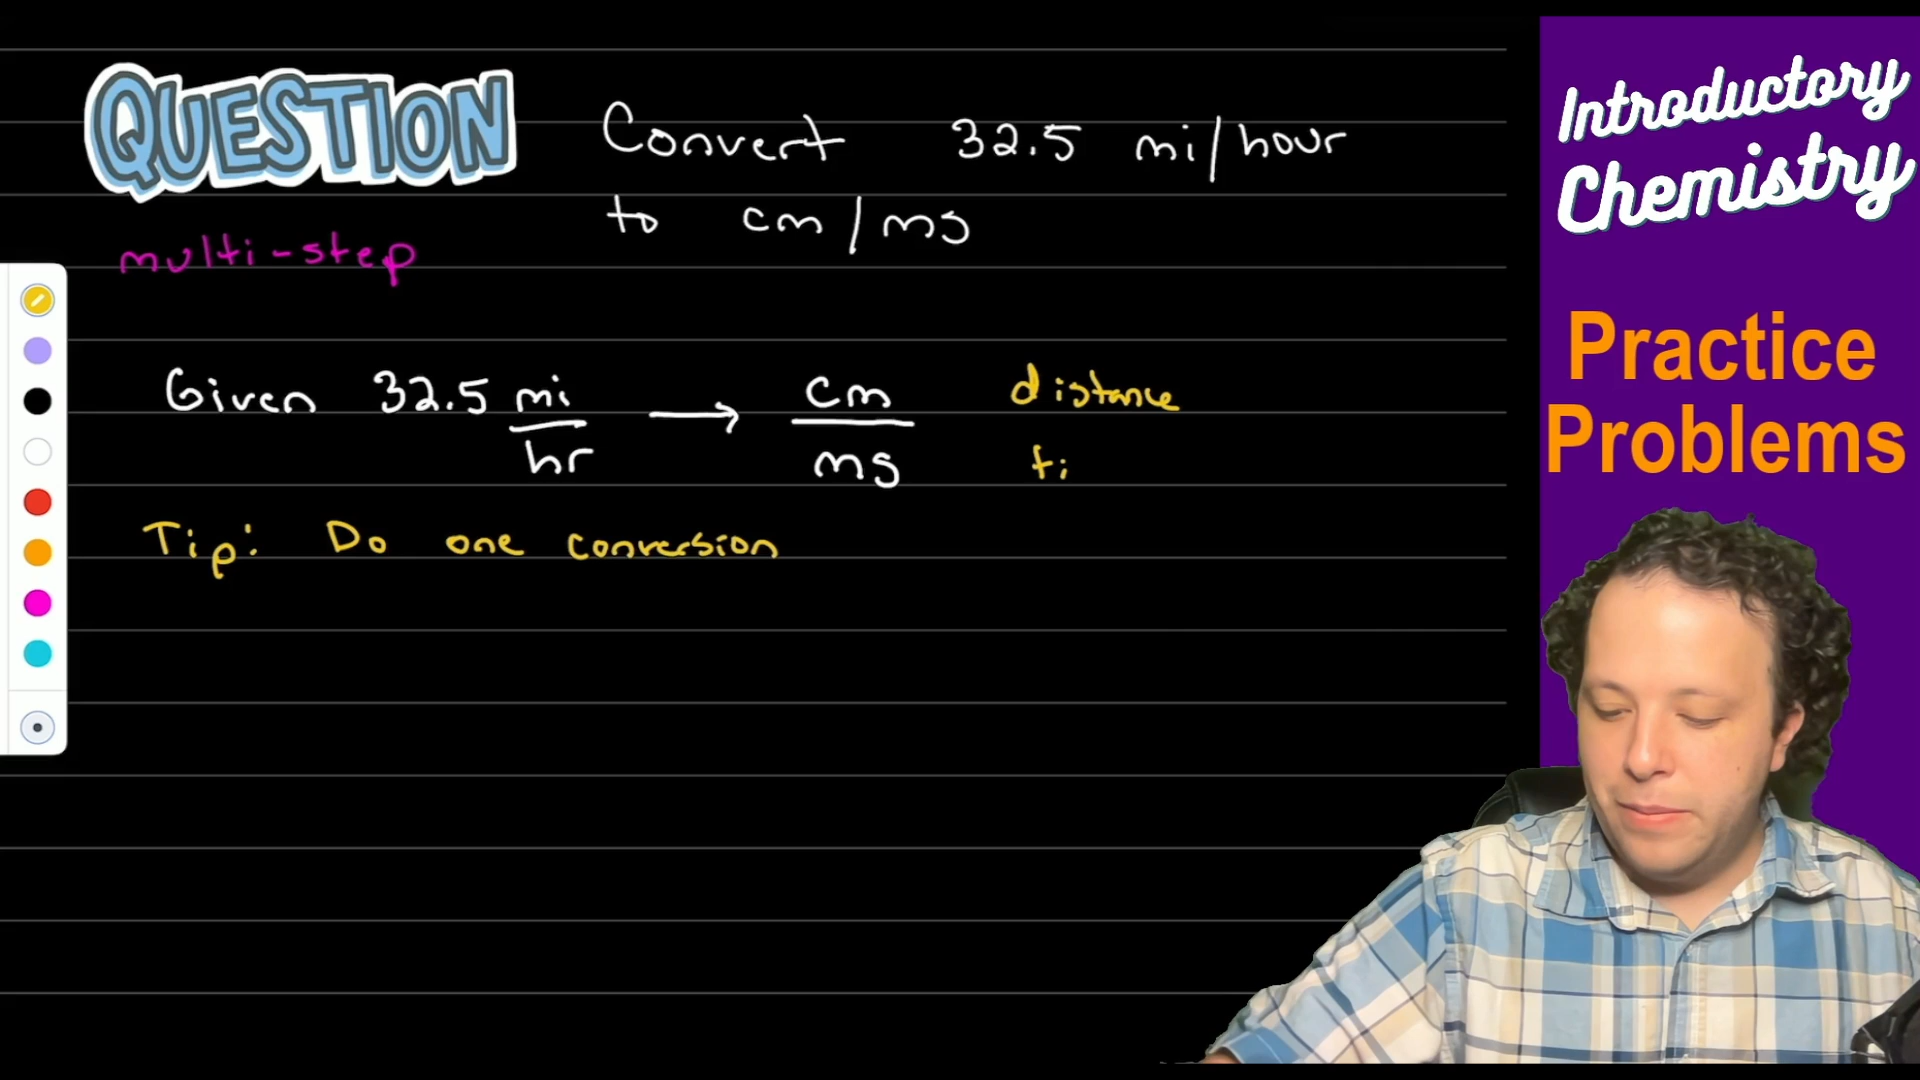 QUESTION
Convert 32.5 mi/hour
to cm/ms
multi-step
Given 32.5 mi/hr → cm/ms
distance
ti
Tip: Do one conversion
Introductory
Chemistry
Practice
Problems